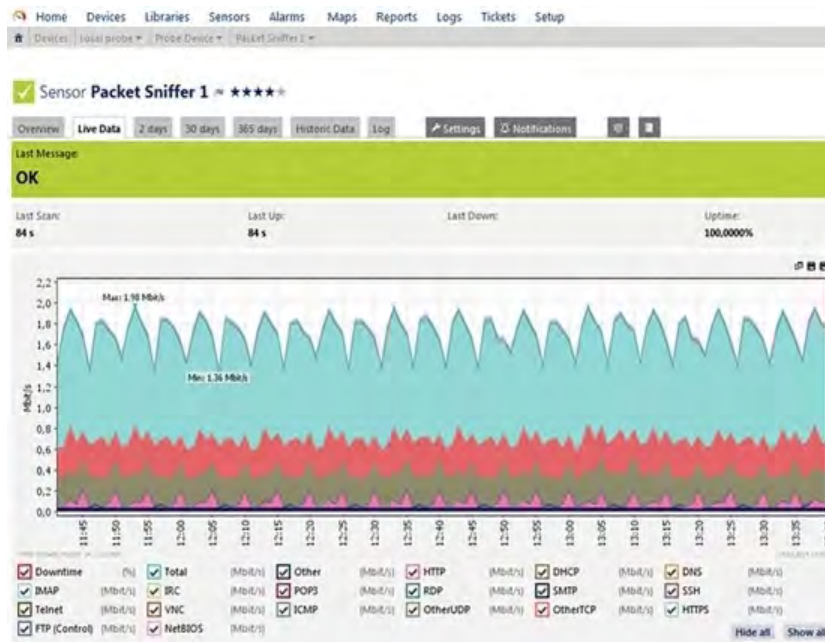 Home Devices Libraries Sensors Alarms Maps Reports Logs Tickets Setup
Devices Local probe Probe Device Packet Sniffer 1
Sensor Packet Sniffer 1
Overview Live Data 2 days 30 days 365 days Historic Data Log Settings Notifications
Last Message:
OK
Last Scan: Last Up: Last Down: Uptime:
84 s 84 s 100,0000%
Max: 1.98 Mbit/s
Min: 1.36 Mbit/s
Mbit/s
2,2
2,0
1,8
1,6
1,4
1,2
1,0
0,8
0,6
0,4
0,2
0,0
11:45 11:50 11:55 12:00 12:05 12:10 12:15 12:20 12:25 12:30 12:35 12:40 12:45 12:50 12:55 13:00 13:05 13:10 13:15 13:20 13:25 13:30 13:35
Downtime (%) Total (Mbit/s) Other (Mbit/s) HTTP (Mbit/s) DHCP (Mbit/s) DNS (Mbit/s)
IMAP (Mbit/s) IRC (Mbit/s) POP3 (Mbit/s) RDP (Mbit/s) SMTP (Mbit/s) SSH (Mbit/s)
Telnet (Mbit/s) VNC (Mbit/s) ICMP (Mbit/s) OtherUDP (Mbit/s) OtherTCP (Mbit/s) HTTPS (Mbit/s)
FTP (Control) (Mbit/s) NetBIOS (Mbit/s)
Hide all Show all